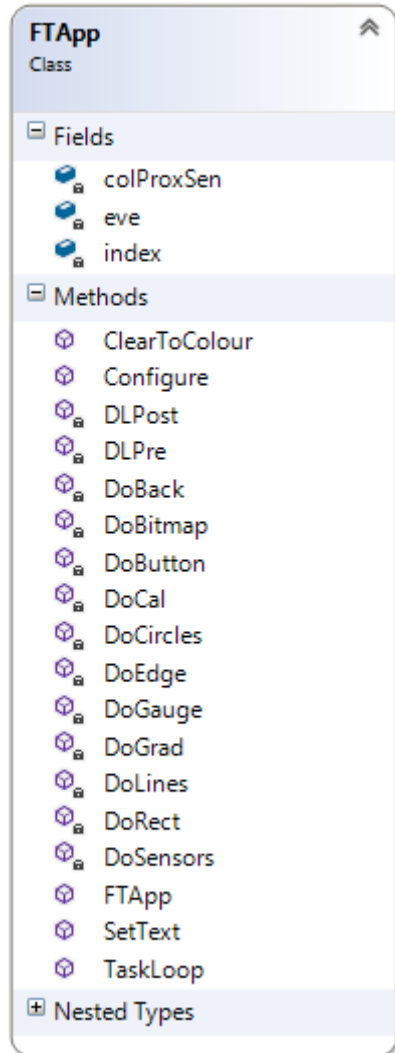 FTApp
Class
Fields
colProxSen
eve
index
Methods
ClearToColour
Configure
DLPost
DLPre
DoBack
DoBitmap
DoButton
DoCal
DoCircles
DoEdge
DoGauge
DoGrad
DoLines
DoRect
DoSensors
FTApp
SetText
TaskLoop
Nested Types